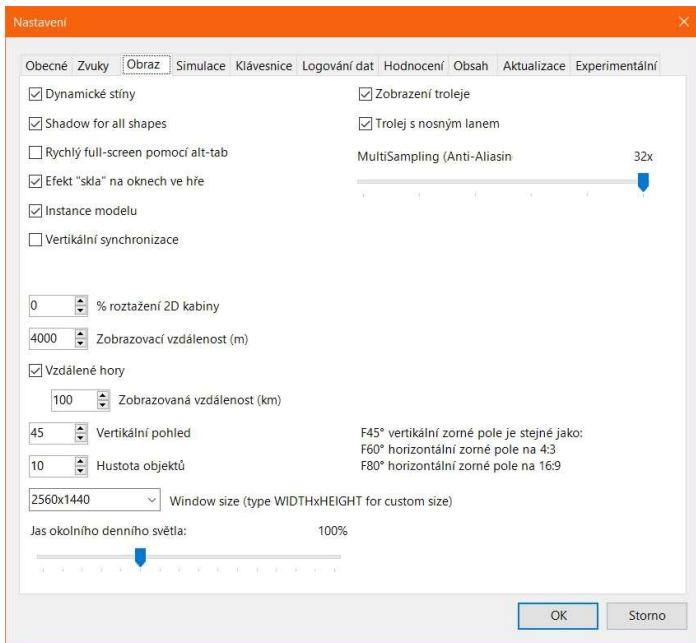 Nastavení
Obecné Zvuky Obraz Simulace Klávesnice Logování dat Hodnocení Obsah Aktualizace Experimentální
Dynamické stíny
Shadow for all shapes
Rychlý full-screen pomocí alt-tab
Efekt "skla" na oknech ve hře
Instance modelu
Vertikální synchronizace
Zobrazení troleje
Trolej s nosným lanem
MultiSampling (Anti-Aliasin 32x
0 % roztažení 2D kabiny
4000 Zobrazovací vzdálenost (m)
Vzdálené hory
100 Zobrazovaná vzdálenost (km)
45 Vertikální pohled
10 Hustota objektů
F45° vertikální zorné pole je stejné jako:
F60° horizontální zorné pole na 4:3
F80° horizontální zorné pole na 16:9
2560x1440 Window size (type WIDTHxHEIGHT for custom size)
Jas okolního denního světla: 100%
OK Storno